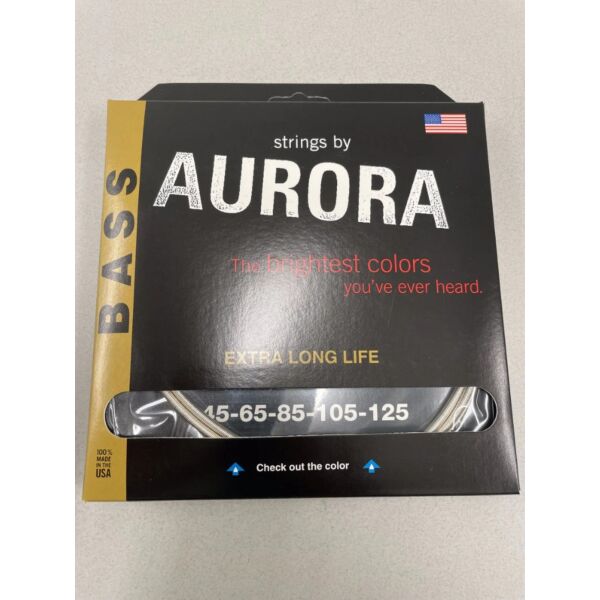 strings by
AURORA
BASS
The brightest colors
you've ever heard.
EXTRA LONG LIFE
45-65-85-105-125
100%
MADE
IN THE
USA
Check out the color